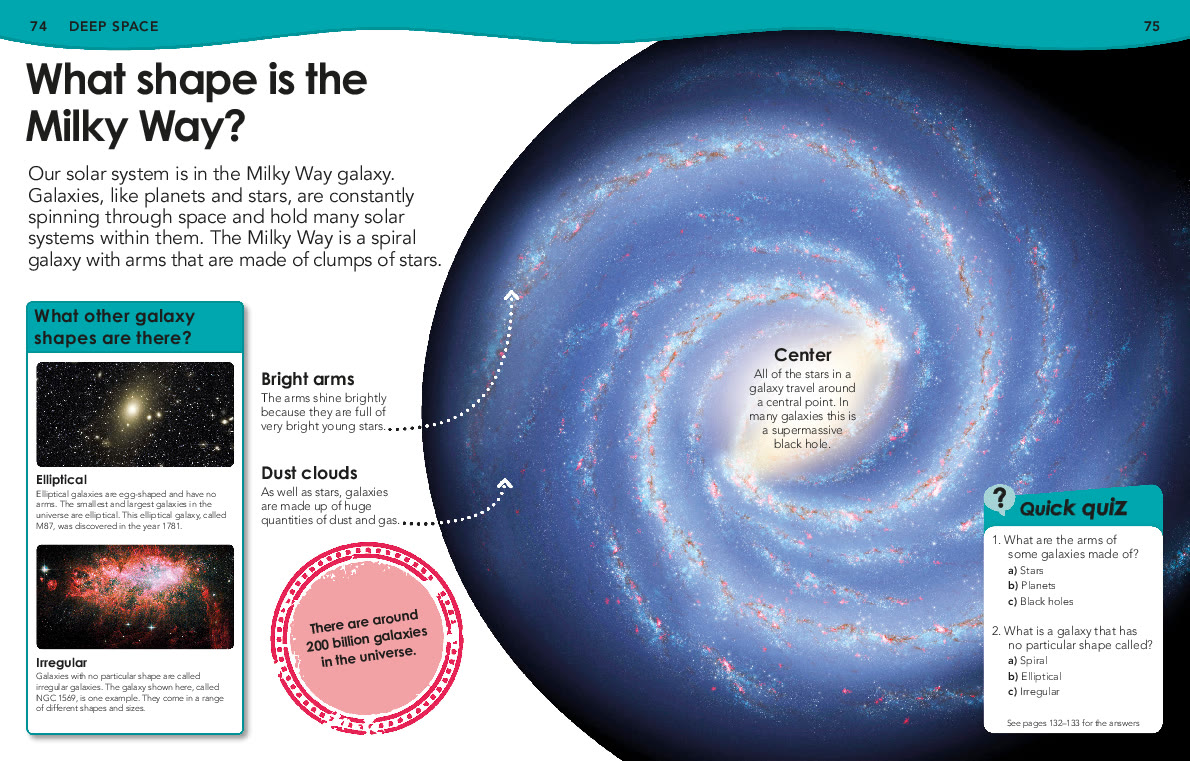 74 DEEP SPACE
75
What shape is the
Milky Way?
Our solar system is in the Milky Way galaxy.
Galaxies, like planets and stars, are constantly
spinning through space and hold many solar
systems within them. The Milky Way is a spiral
galaxy with arms that are made of clumps of stars.
What other galaxy
shapes are there?
Elliptical
Elliptical galaxies are egg-shaped and have no
arms. The smallest and largest galaxies in the
universe are elliptical. This elliptical galaxy, called
M87, was discovered in the year 1781.
Irregular
Galaxies with no particular shape are called
irregular galaxies. The galaxy shown here, called
NGC 1569, is one example. They come in a range
of different shapes and sizes.
Bright arms
The arms shine brightly
because they are full of
very bright young stars.
Dust clouds
As well as stars, galaxies
are made up of huge
quantities of dust and gas.
There are around
200 billion galaxies
in the universe.
Center
All of the stars in a
galaxy travel around
a central point. In
many galaxies this is
a supermassive
black hole.
? Quick quiz
1. What are the arms of
some galaxies made of?
a) Stars
b) Planets
c) Black holes
2. What is a galaxy that has
no particular shape called?
a) Spiral
b) Elliptical
c) Irregular
See pages 132–133 for the answers